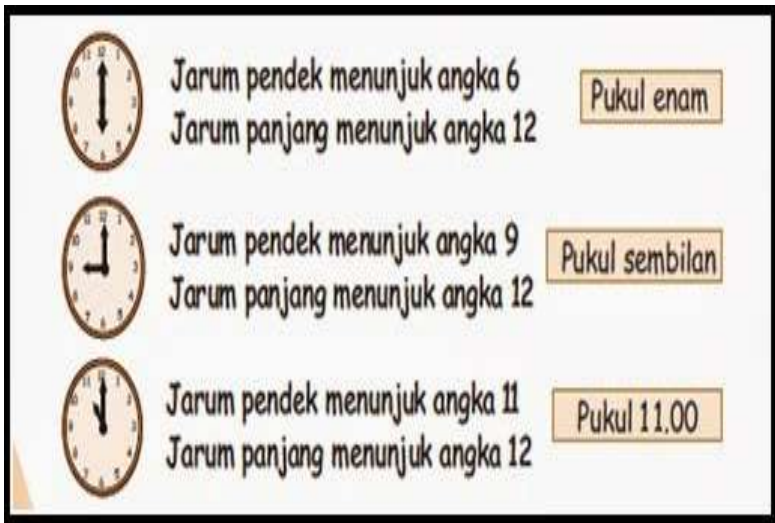 Jarum pendek menunjuk angka 6
Jarum panjang menunjuk angka 12
Pukul enam
Jarum pendek menunjuk angka 9
Jarum panjang menunjuk angka 12
Pukul sembilan
Jarum pendek menunjuk angka 11
Jarum panjang menunjuk angka 12
Pukul 11.00